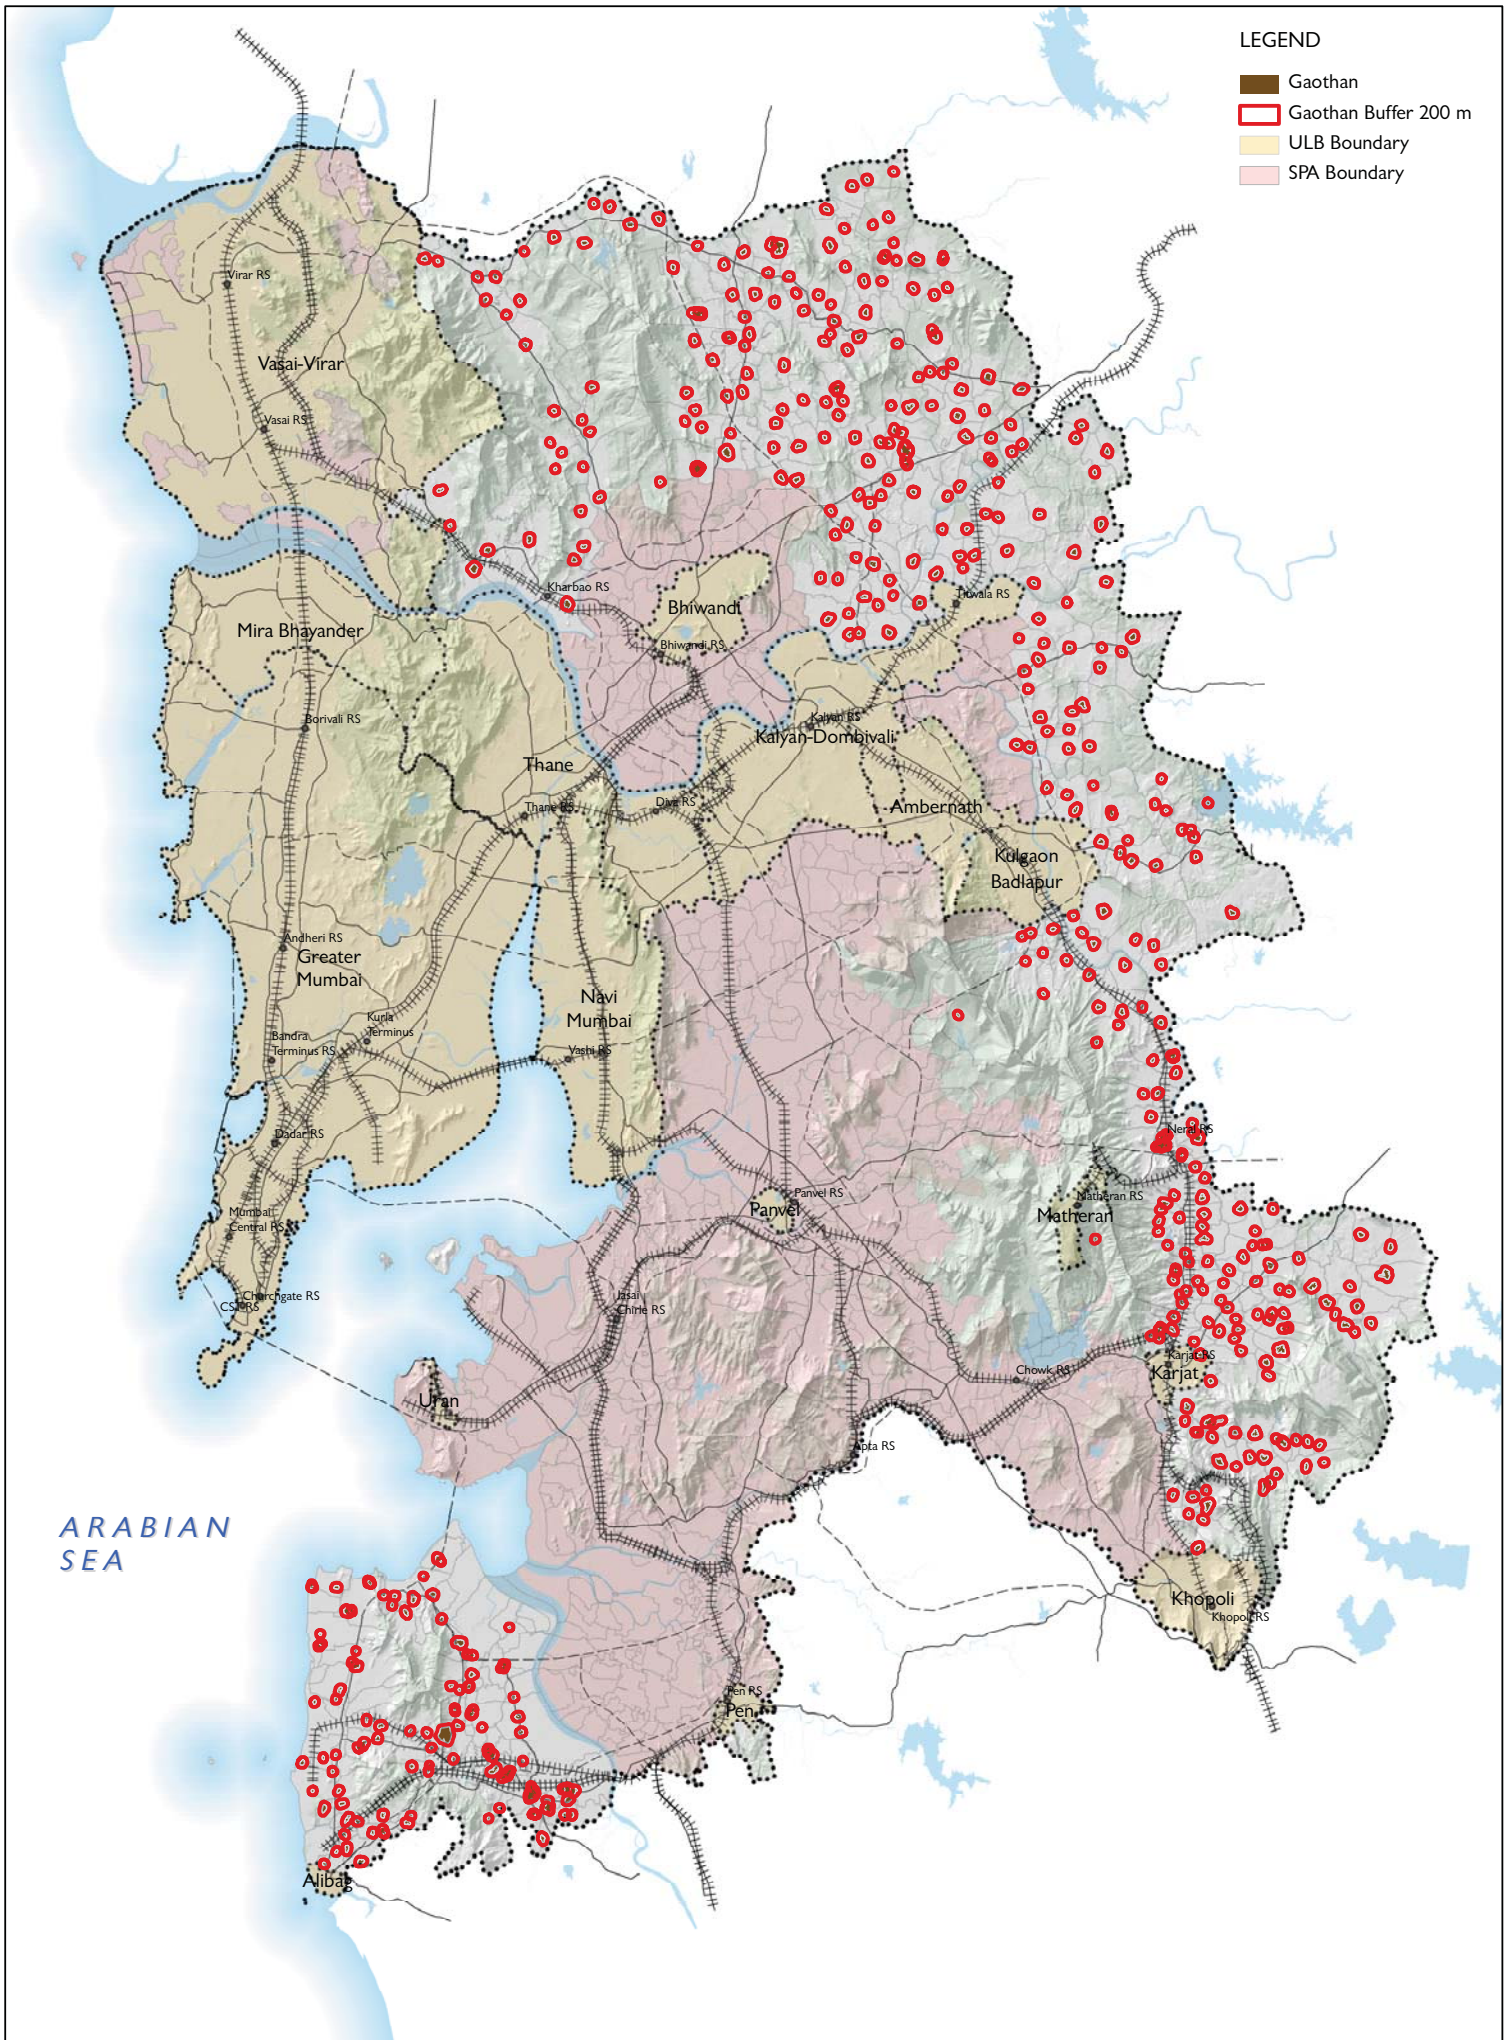 LEGEND
Gaothan
Gaothan Buffer 200 m
ULB Boundary
SPA Boundary
Virar RS
Vasai-Virar
Vasai RS
Kharbao RS
Bhiwandi
Titwala RS
Mira Bhayander
Bhiwandi RS
Borivali RS
Kalyan RS
Kalyan-Dombivali
Thane
Thane RS
Diva RS
Ambernath
Kulgaon
Badlapur
Andheri RS
Greater
Mumbai
Navi
Mumbai
Kurla
Terminus
Bandra
Terminus RS
Vashi RS
Dadar RS
Neral RS
Matheran RS
Matheran
Panvel RS
Panvel
Mumbai
Central RS
Churchgate RS
CST RS
Jasai
Chirle RS
Karjat RS
Karjat
Chowk RS
Uran
Apta RS
ARABIAN
SEA
Khopoli
Khopoli RS
Pen RS
Pen
Alibag